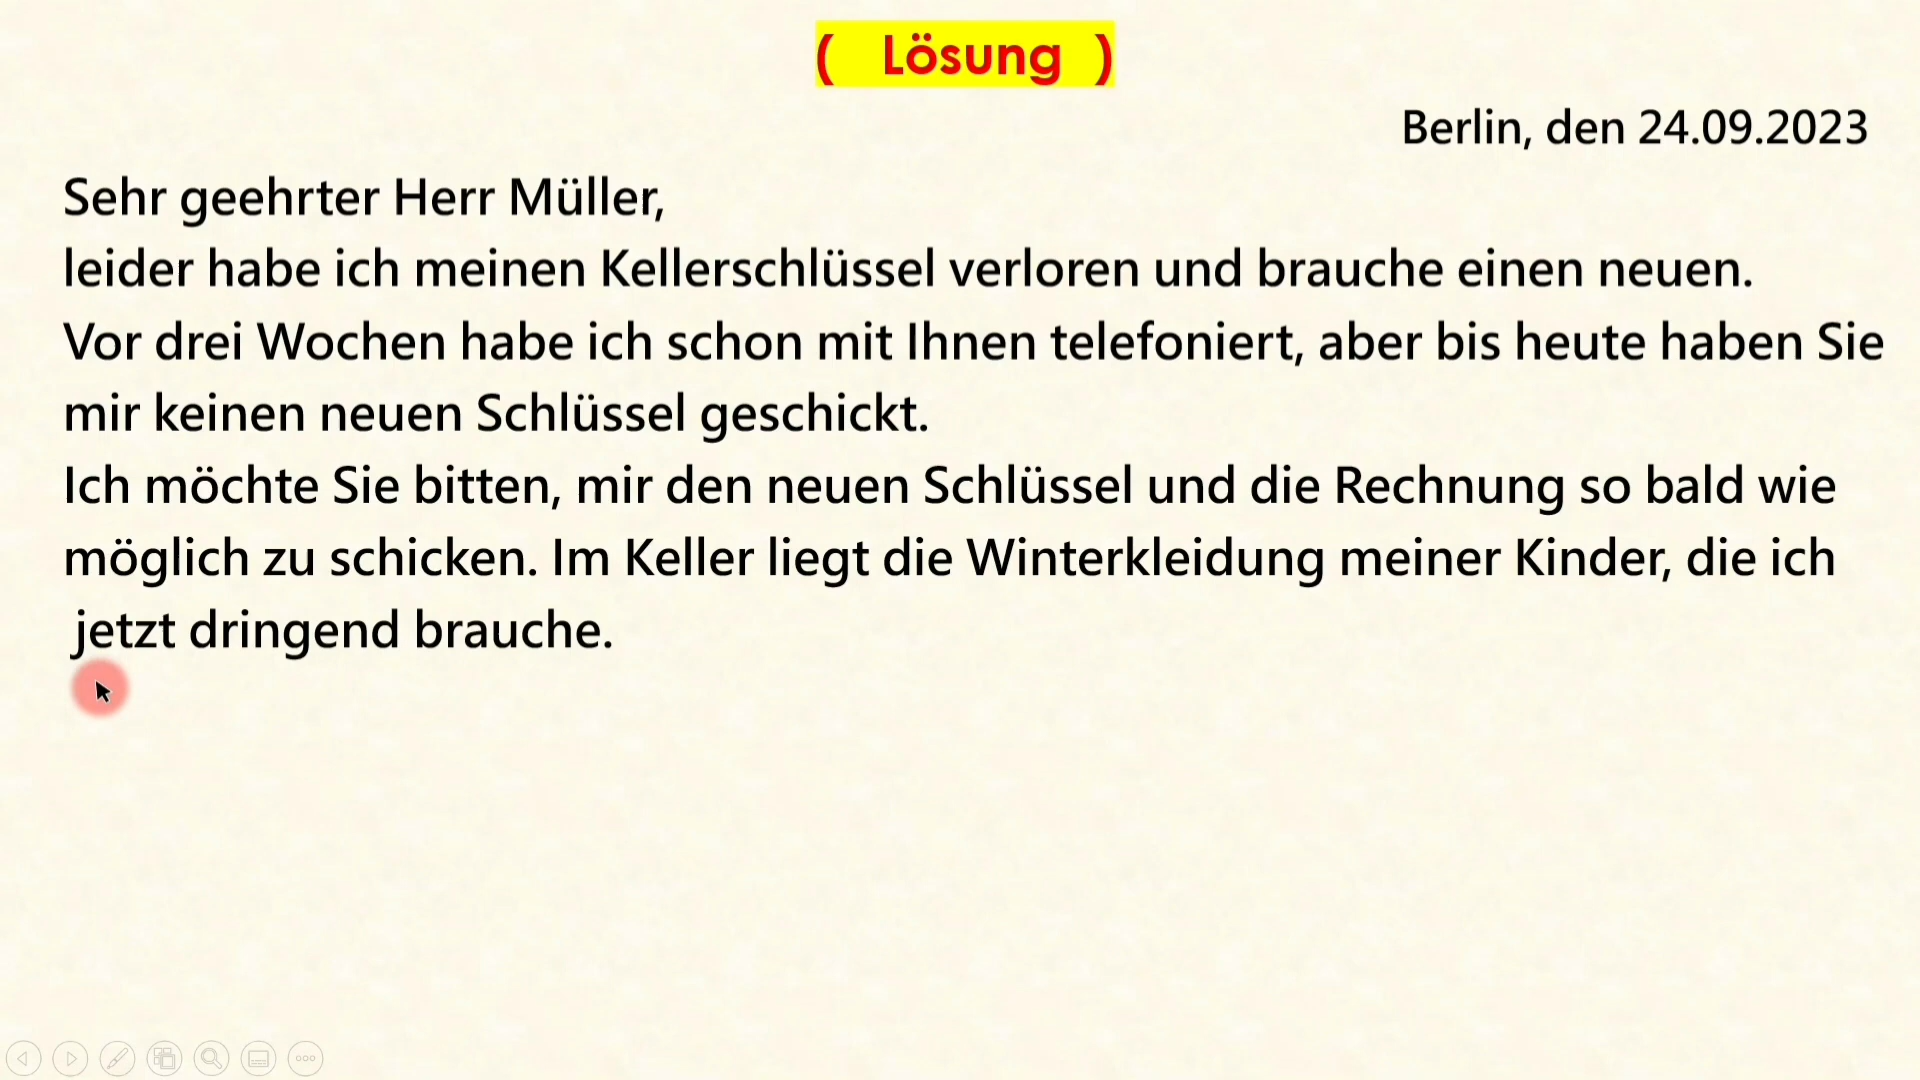 ( Lösung )
Berlin, den 24.09.2023
Sehr geehrter Herr Müller,
leider habe ich meinen Kellerschlüssel verloren und brauche einen neuen.
Vor drei Wochen habe ich schon mit Ihnen telefoniert, aber bis heute haben Sie
mir keinen neuen Schlüssel geschickt.
Ich möchte Sie bitten, mir den neuen Schlüssel und die Rechnung so bald wie
möglich zu schicken. Im Keller liegt die Winterkleidung meiner Kinder, die ich
jetzt dringend brauche.